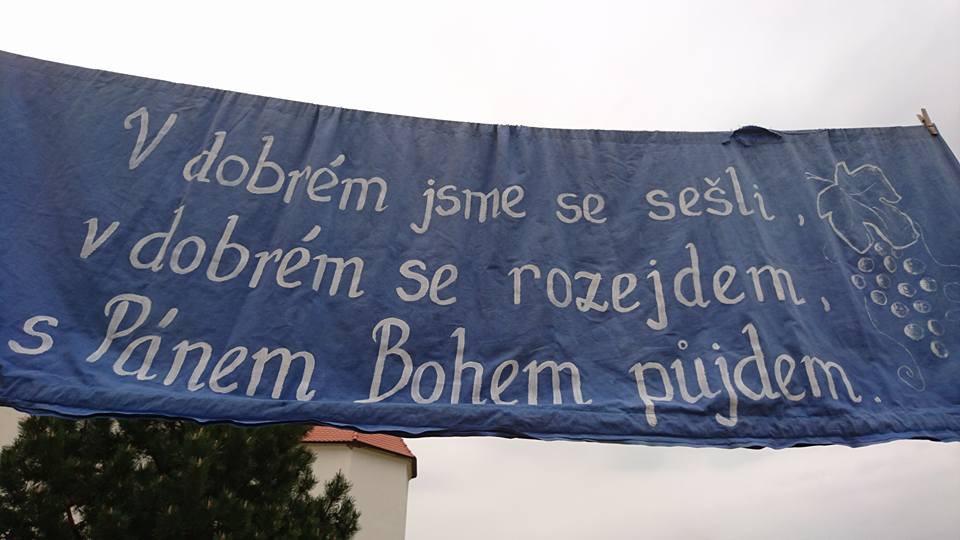 V dobrém jsme se sešli,
v dobrém se rozejdem,
s Pánem Bohem půjdem.